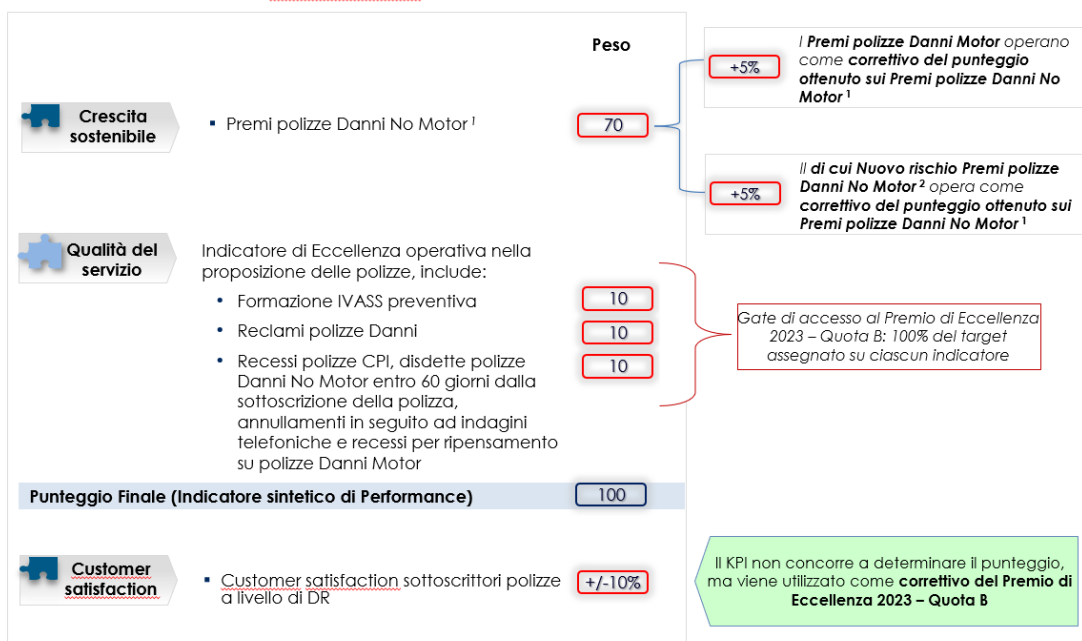 Peso
Crescita
sostenibile
▪ Premi polizze Danni No Motor ¹
70
+5%
I Premi polizze Danni Motor operano
come correttivo del punteggio
ottenuto sui Premi polizze Danni No
Motor ¹
+5%
Il di cui Nuovo rischio Premi polizze
Danni No Motor ² opera come
correttivo del punteggio ottenuto sui
Premi polizze Danni No Motor ¹
Qualità del
servizio
Indicatore di Eccellenza operativa nella
proposizione delle polizze, include:
• Formazione IVASS preventiva
10
• Reclami polizze Danni
10
• Recessi polizze CPI, disdette polizze
Danni No Motor entro 60 giorni dalla
sottoscrizione della polizza,
annullamenti in seguito ad indagini
telefoniche e recessi per ripensamento
su polizze Danni Motor
10
Gate di accesso al Premio di Eccellenza
2023 – Quota B: 100% del target
assegnato su ciascun indicatore
Punteggio Finale (Indicatore sintetico di Performance)
100
Customer
satisfaction
▪ Customer satisfaction sottoscrittori polizze
a livello di DR
+/-10%
Il KPI non concorre a determinare il punteggio,
ma viene utilizzato come correttivo del Premio di
Eccellenza 2023 – Quota B